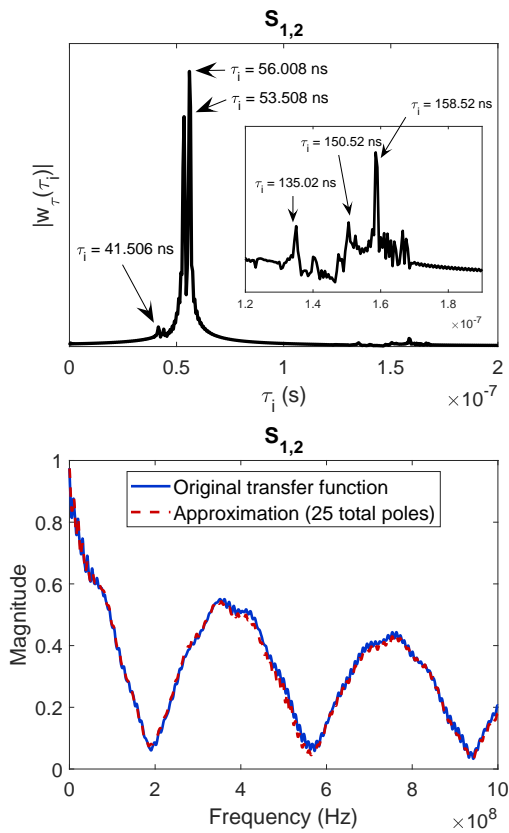 S1,2
τi = 56.008 ns
τi = 53.508 ns
τi = 158.52 ns
τi = 150.52 ns
τi = 135.02 ns
τi = 41.506 ns
|wτ(τi)|
1.2 1.4 1.6 1.8
×10-7
0 0.5 1 1.5 2
τi (s)
×10-7
S1,2
Original transfer function
Approximation (25 total poles)
Magnitude
1
0.8
0.6
0.4
0.2
0
0 2 4 6 8 10
Frequency (Hz)
×108